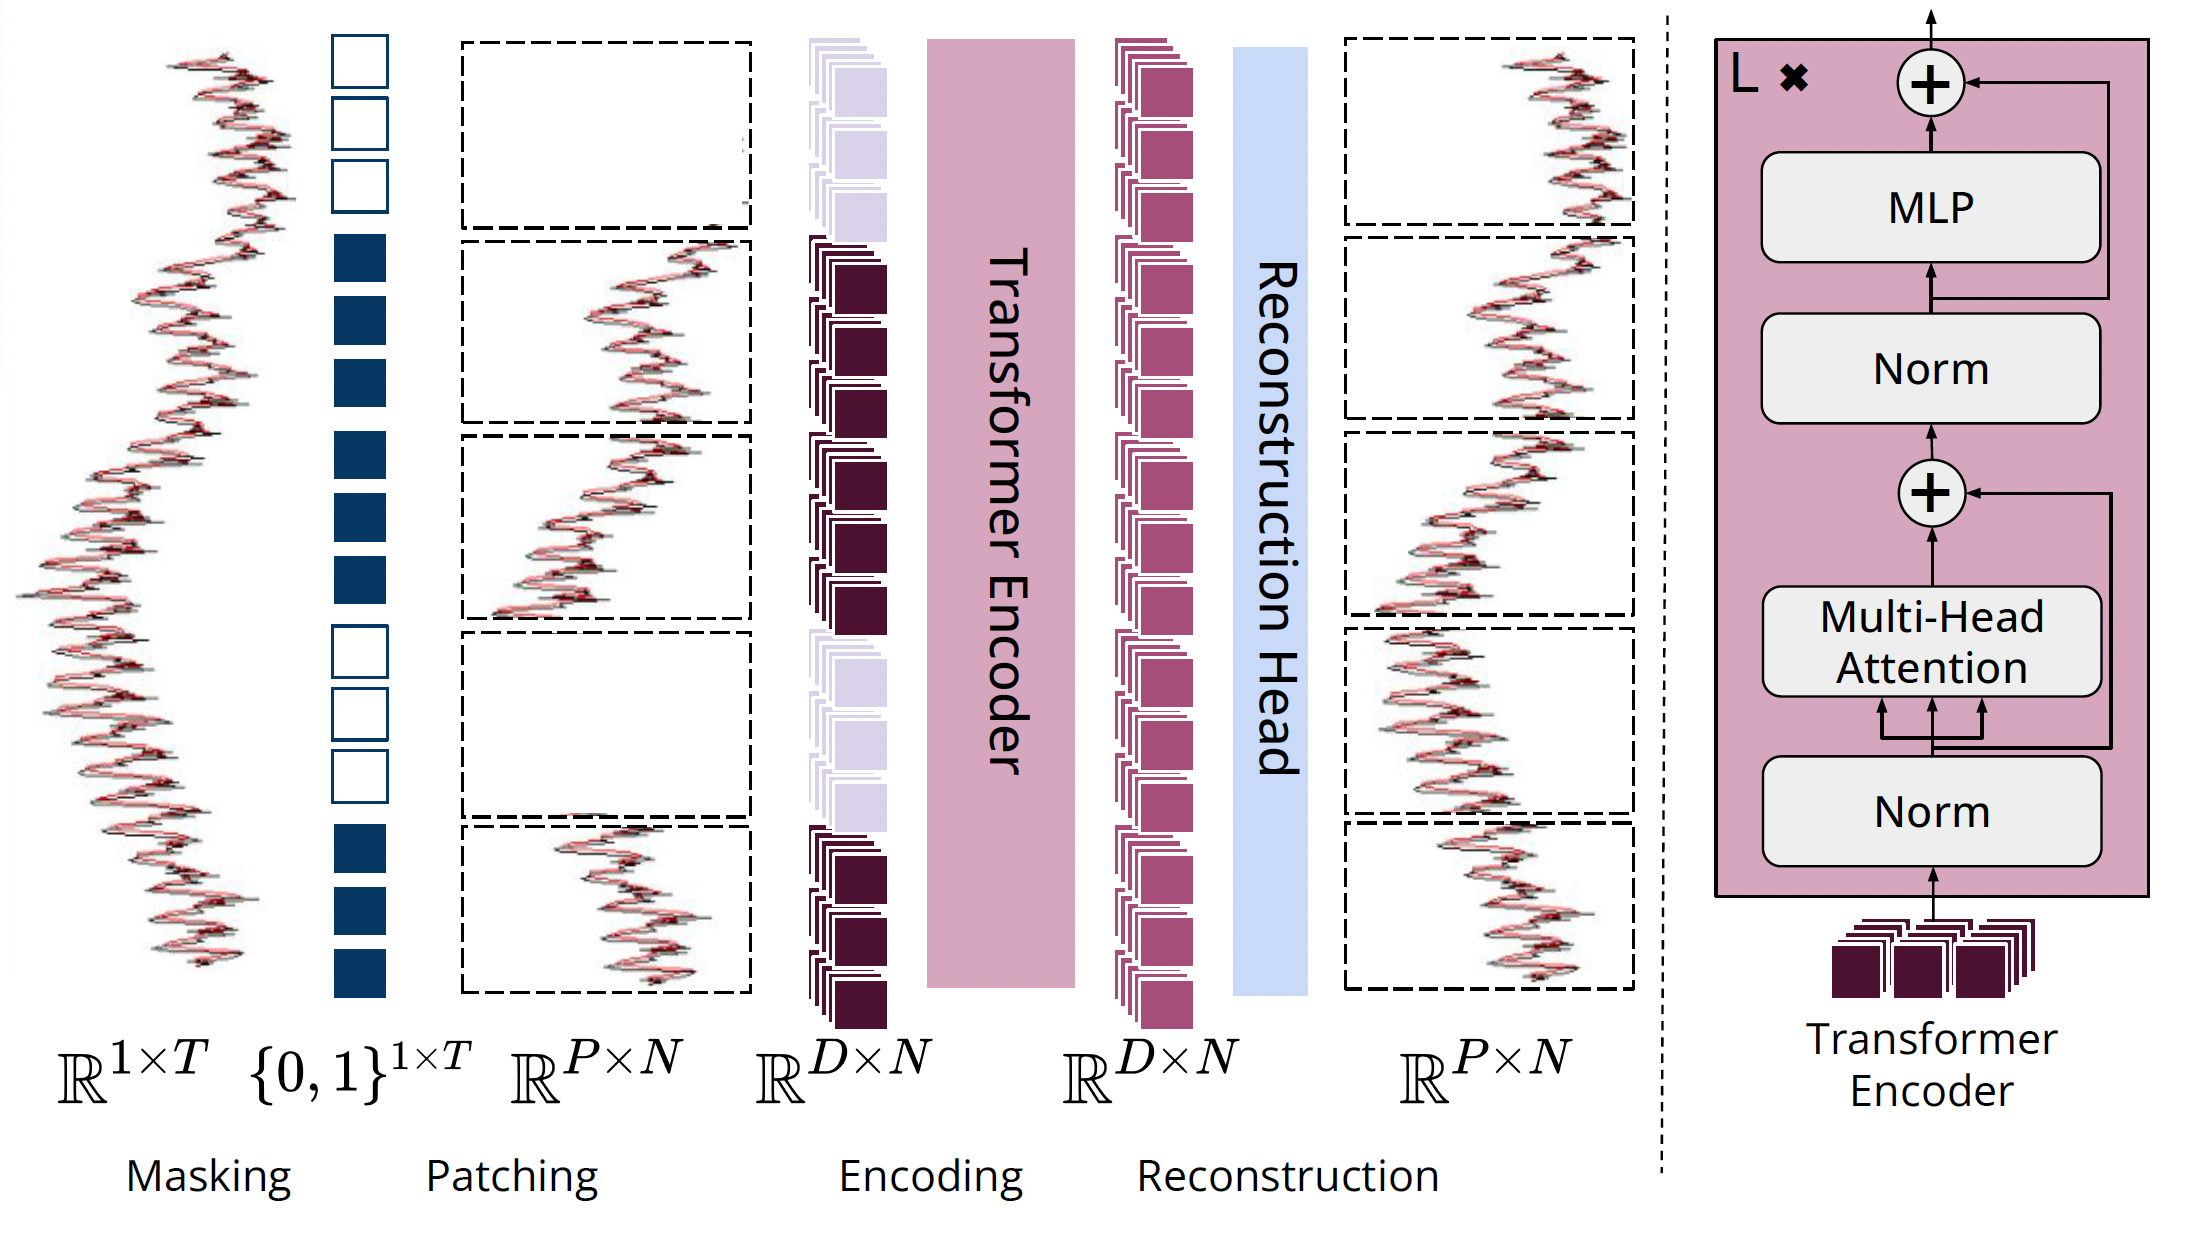 Transformer Encoder
Reconstruction Head
ℝ^{1×T}
{0, 1}^{1×T}
ℝ^{P×N}
ℝ^{D×N}
ℝ^{D×N}
ℝ^{P×N}
Masking
Patching
Encoding
Reconstruction
L ✖
+
MLP
Norm
+
Multi-Head
Attention
Norm
Transformer
Encoder